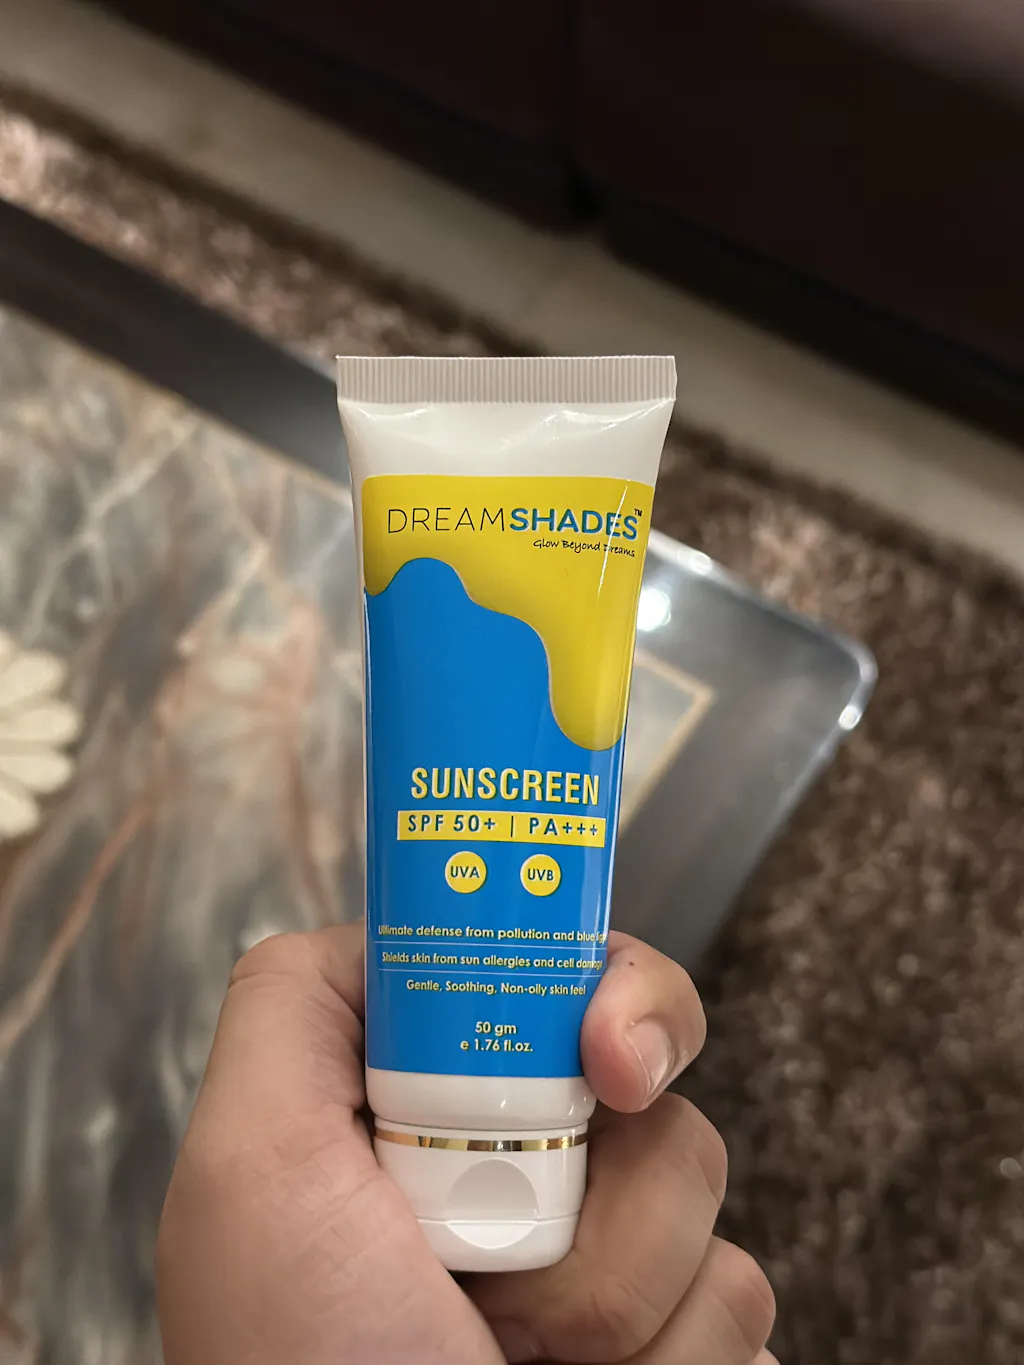 DREAMSHADES™
Glow Beyond Dreams
SUNSCREEN
SPF 50+ | PA+++
UVA UVB
Ultimate defense from pollution and blue
Shields skin from sun allergies and cell damage
Gentle, Soothing, Non-oily skin feel
50 gm
e 1.76 fl.oz.